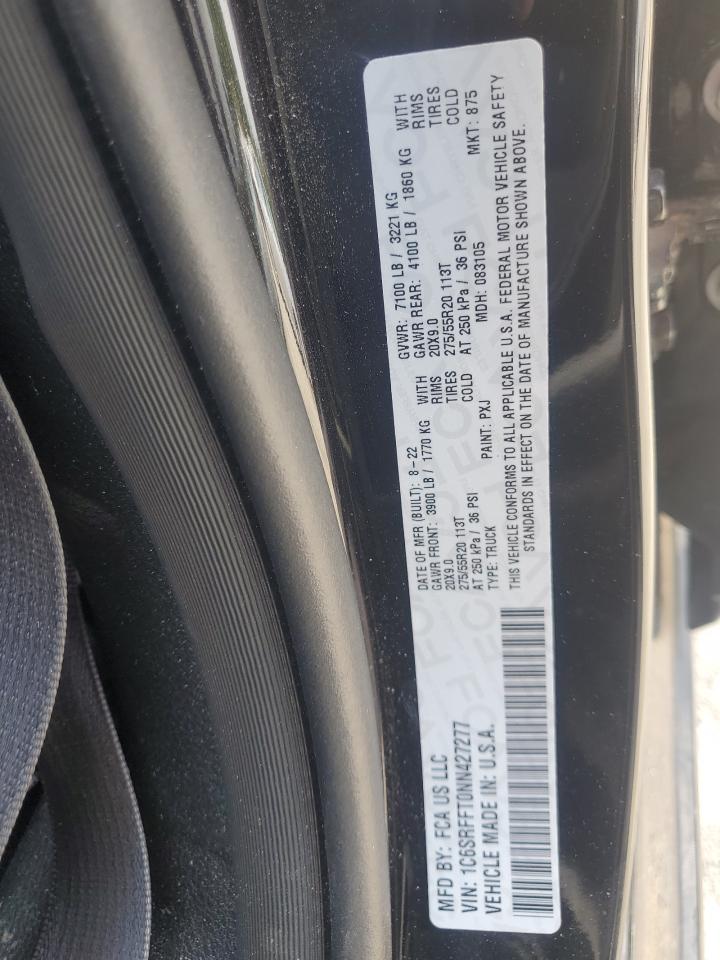 MFD BY: FCA US LLC
VIN: 1C6SRFFT0NN427277
VEHICLE MADE IN: U.S.A.
DATE OF MFR (BUILT): 8-22 GVWR: 7100 LB / 3221 KG
GAWR FRONT: 3900 LB / 1770 KG WITH GAWR REAR: 4100 LB / 1860 KG WITH
20X9.0 RIMS 20X9.0 RIMS
275/55R20 113T TIRES 275/55R20 113T TIRES
AT 250 kPa / 36 PSI COLD AT 250 kPa / 36 PSI COLD
TYPE: TRUCK PAINT: PXJ MDH: 083105 MKT: 875
THIS VEHICLE CONFORMS TO ALL APPLICABLE U.S.A. FEDERAL MOTOR VEHICLE SAFETY
STANDARDS IN EFFECT ON THE DATE OF MANUFACTURE SHOWN ABOVE.